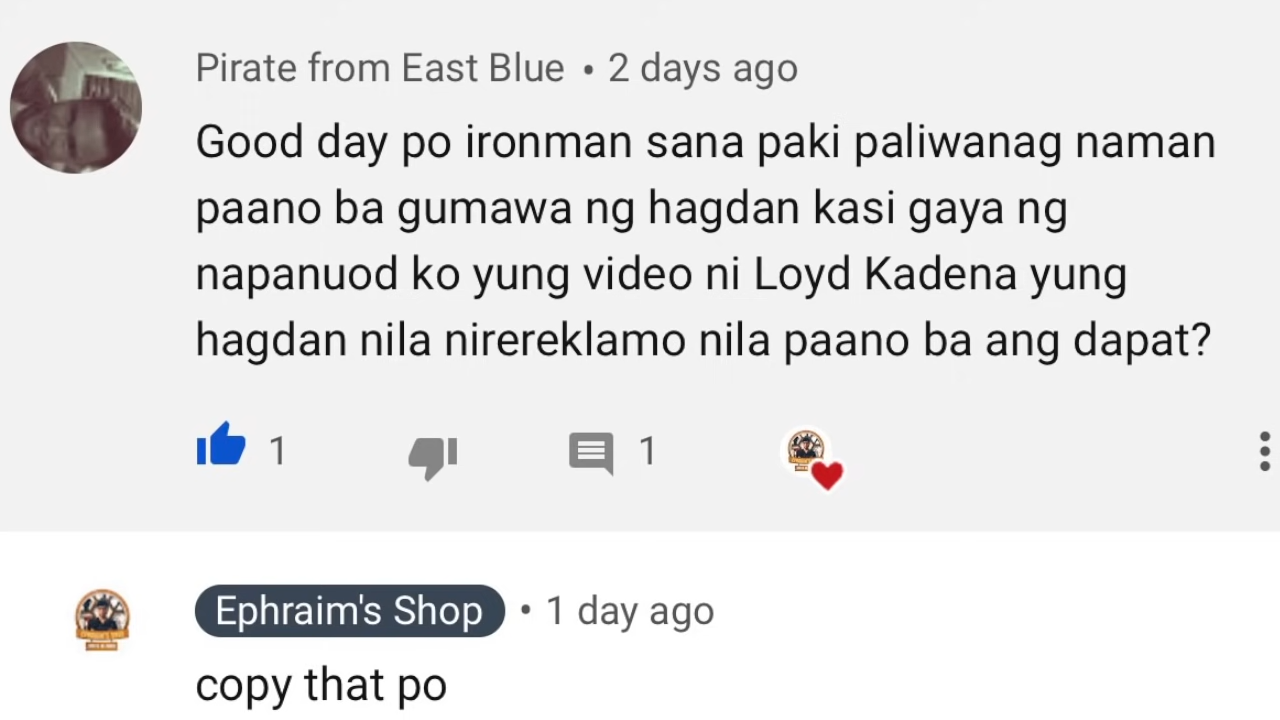 Pirate from East Blue • 2 days ago
Good day po ironman sana paki paliwanag naman
paano ba gumawa ng hagdan kasi gaya ng
napanuod ko yung video ni Loyd Kadena yung
hagdan nila nirereklamo nila paano ba ang dapat?
1 1
Ephraim's Shop • 1 day ago
copy that po